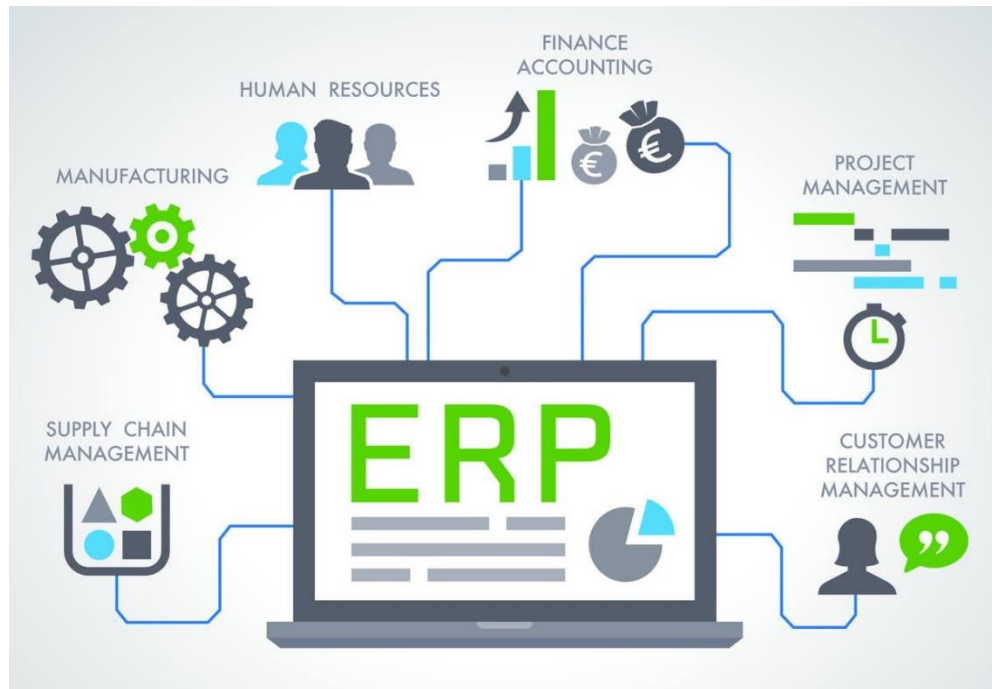 FINANCE
ACCOUNTING
HUMAN RESOURCES
MANUFACTURING
PROJECT
MANAGEMENT
SUPPLY CHAIN
MANAGEMENT
CUSTOMER
RELATIONSHIP
MANAGEMENT
€
€
ERP